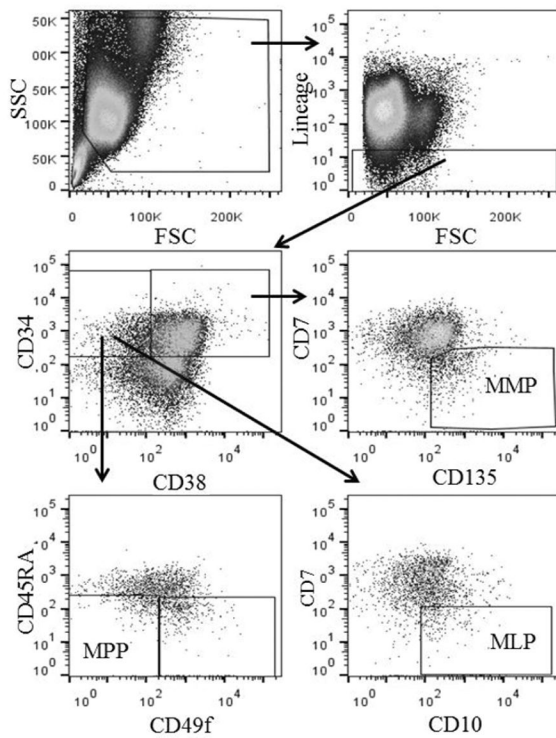 50K
00K
50K
100K
50K
0
SSC
0 100K 200K
FSC
10^5
10^4
10^3
10^2
10^1
10^0
Lineage
0 100K 200K
FSC
10^5
10^4
10^3
10^2
10^1
10^0
CD34
10^0 10^2 10^4
CD38
10^5
10^4
10^3
10^2
10^1
10^0
CD7
MMP
10^0 10^2 10^4
CD135
10^5
10^4
10^3
10^2
10^1
10^0
CD45RA
MPP
10^0 10^2 10^4
CD49f
10^5
10^4
10^3
10^2
10^1
10^0
CD7
MLP
10^0 10^2 10^4
CD10